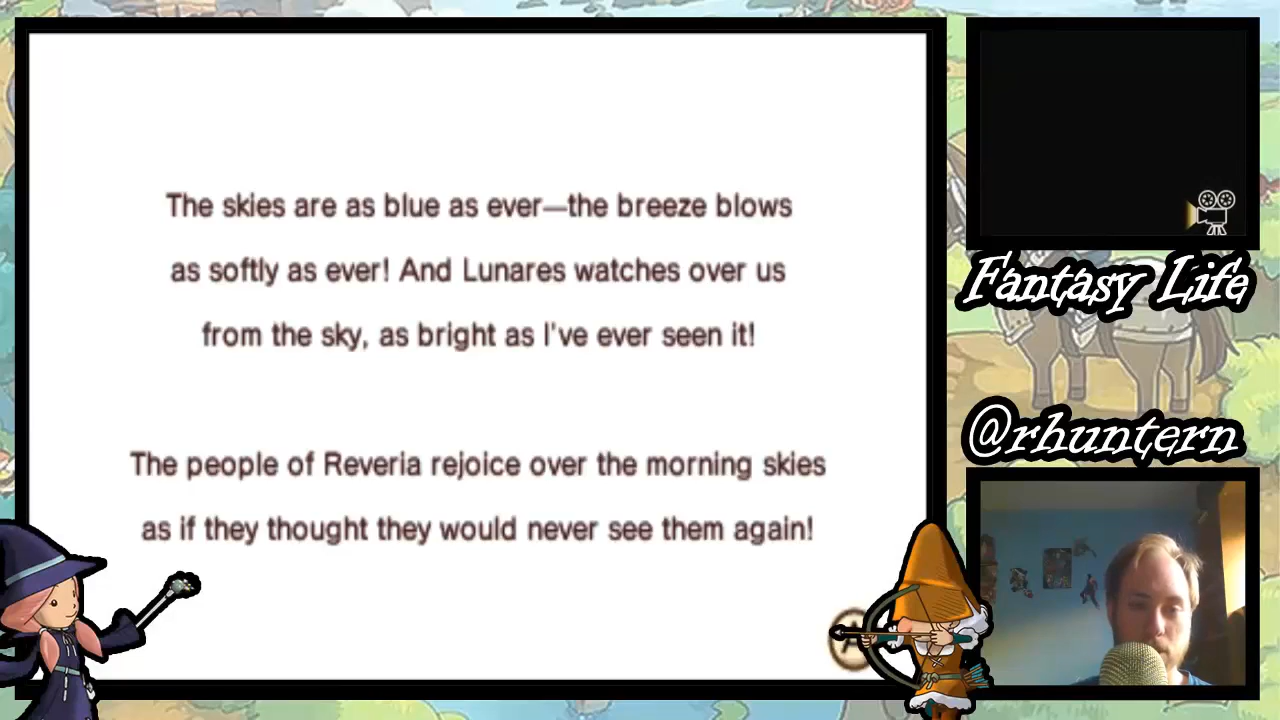 The skies are as blue as ever—the breeze blows
as softly as ever! And Lunares watches over us
from the sky, as bright as I've ever seen it!
The people of Reveria rejoice over the morning skies
as if they thought they would never see them again!
Fantasy Life
@rhuntern